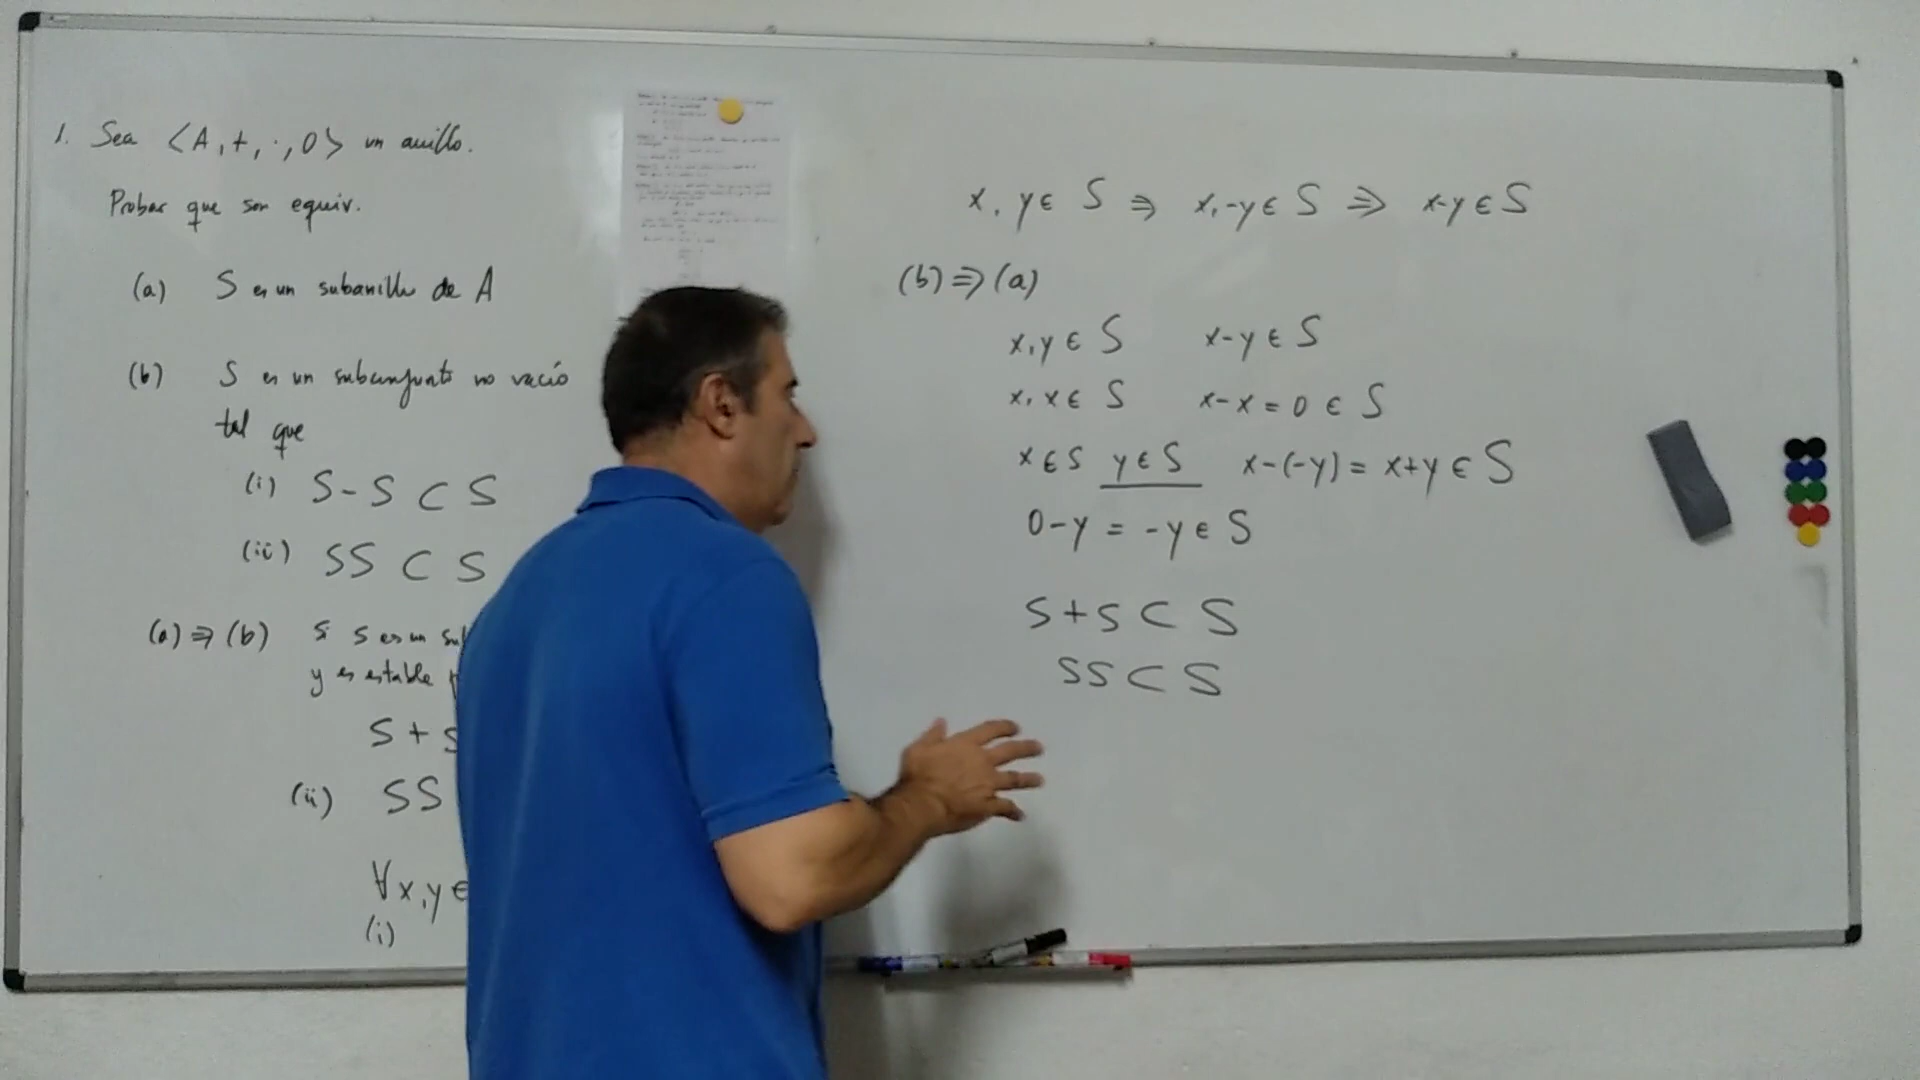 1. Sea <A,+,·,0> un anillo.
Probar que son equiv.
(a) S es un subanillo de A
(b) S es un subconjunto no vacío
tal que
(i) S-S ⊂ S
(ii) SS ⊂ S
(a)⇒(b) Si S es un
y es estable
S +
(ii) SS
∀x,y ∈
(i)
x, y ∈ S ⇒ x,-y ∈ S ⇒ x-y ∈ S
(b)⇒(a)
x,y ∈ S x-y ∈ S
x,x ∈ S x-x = 0 ∈ S
x ∈ S y ∈ S x-(-y) = x+y ∈ S
0-y = -y ∈ S
S+S ⊂ S
SS ⊂ S